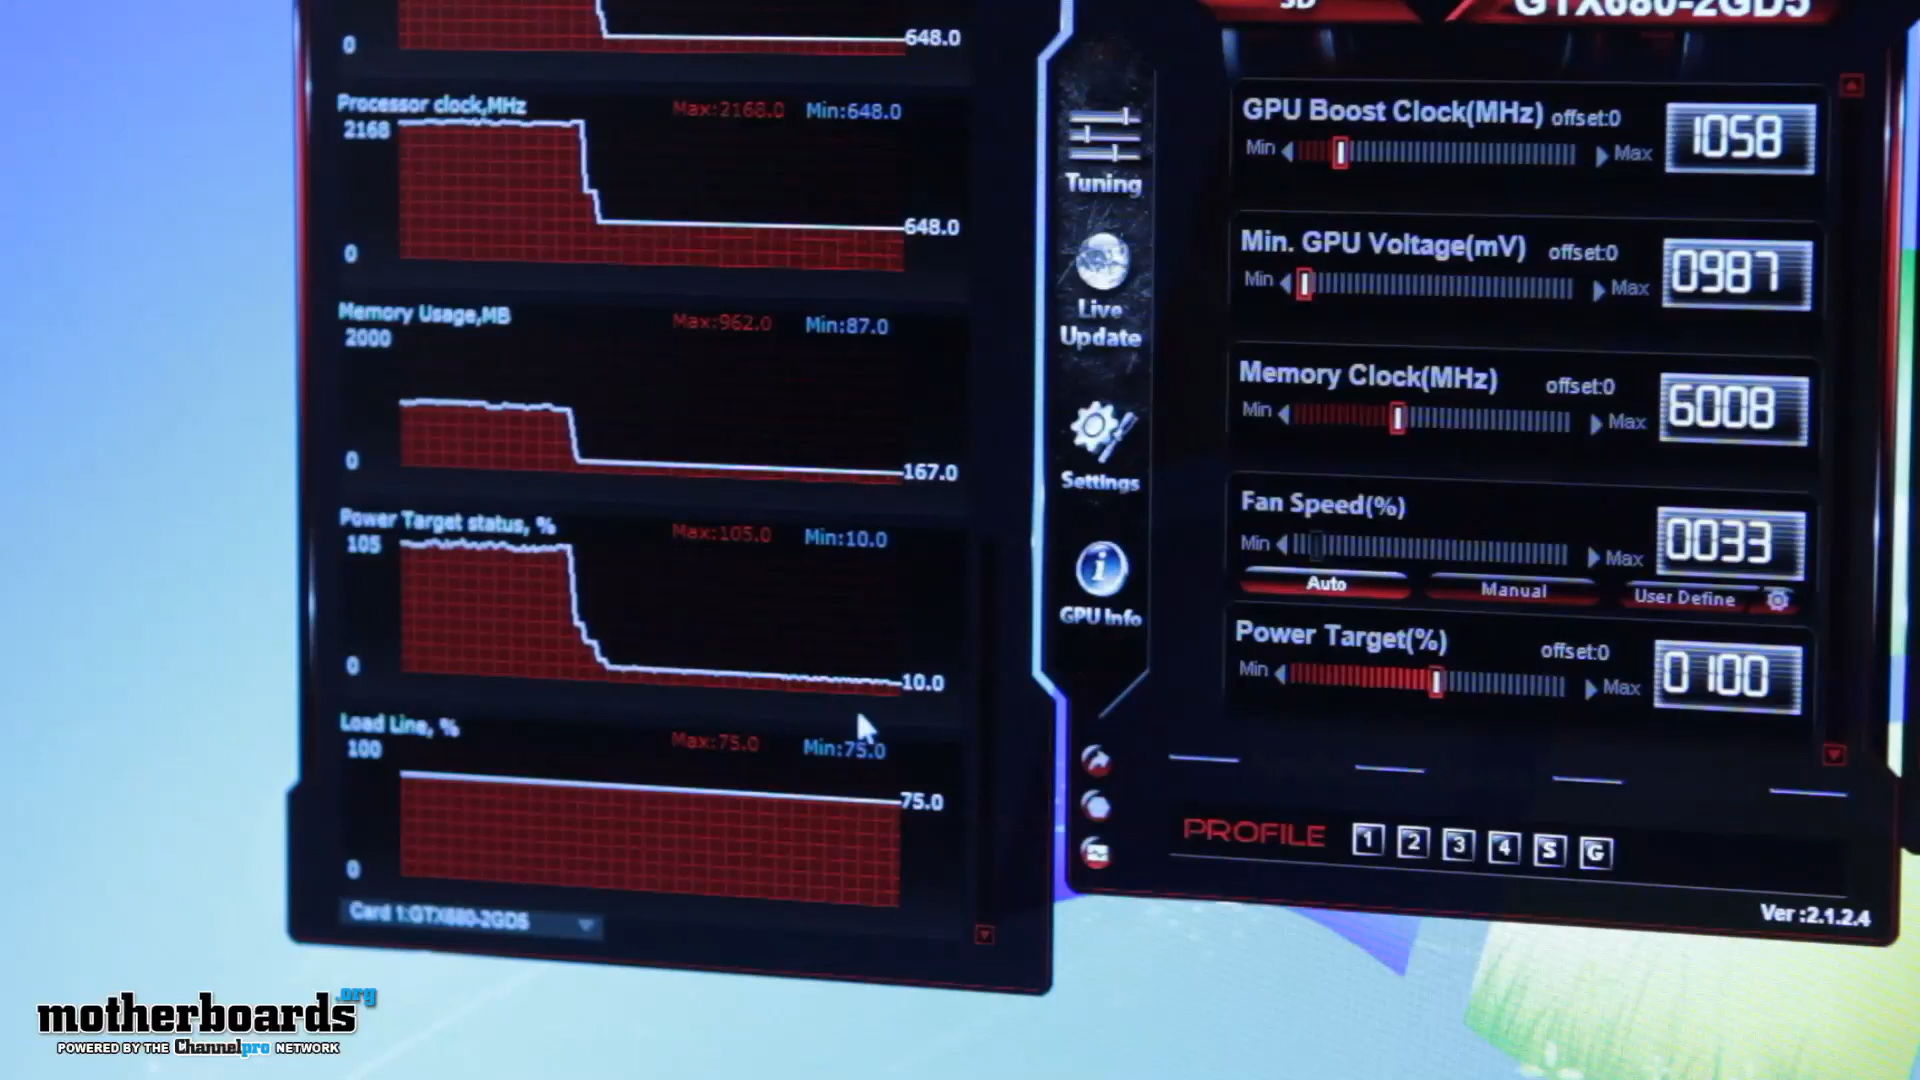 648.0
0
Processor clock,MHz Max:2168.0 Min:648.0
2168
648.0
0
Memory Usage,MB Max:962.0 Min:87.0
2000
0
167.0
Power Target status, % Max:105.0 Min:10.0
105
0
10.0
Load Line, % Max:75.0 Min:75.0
100
75.0
0
Card 1:GTX680-2GD5
Tuning
Live
Update
Settings
i
GPU Info
3D
GTX680-2GD5
GPU Boost Clock(MHz) offset:0
Min Max
1058
Min. GPU Voltage(mV) offset:0
Min Max
0987
Memory Clock(MHz) offset:0
Min Max
6008
Fan Speed(%)
Min Max
0033
Auto Manual User Define
Power Target(%) offset:0
Min Max
0100
PROFILE 1 2 3 4 S G
Ver :2.1.2.4
motherboards.org
POWERED BY THE Channelpro NETWORK